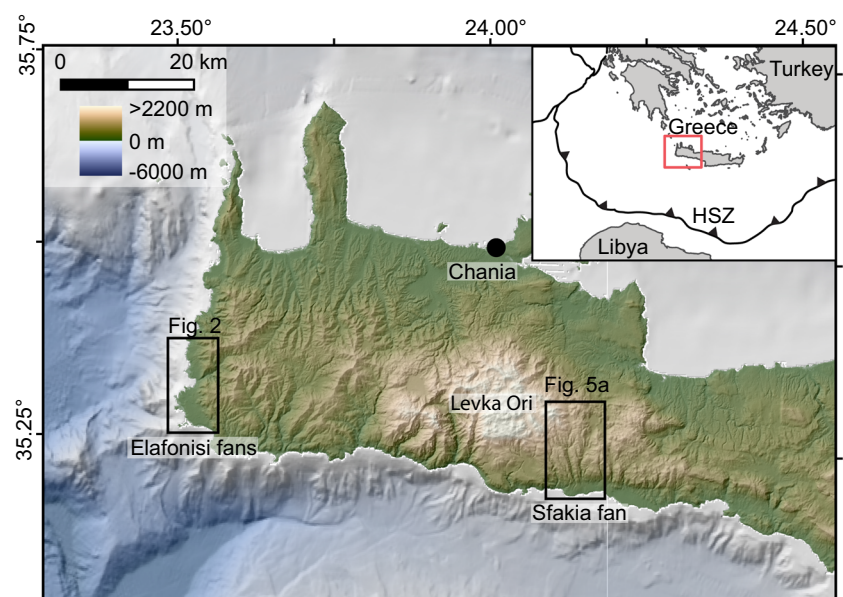 23.50°
24.00°
24.50°
35.75°
0
20 km
>2200 m
0 m
-6000 m
Turkey
Greece
HSZ
Libya
Chania
Fig. 2
Levka Ori
Fig. 5a
35.25°
Elafonisi fans
Sfakia fan